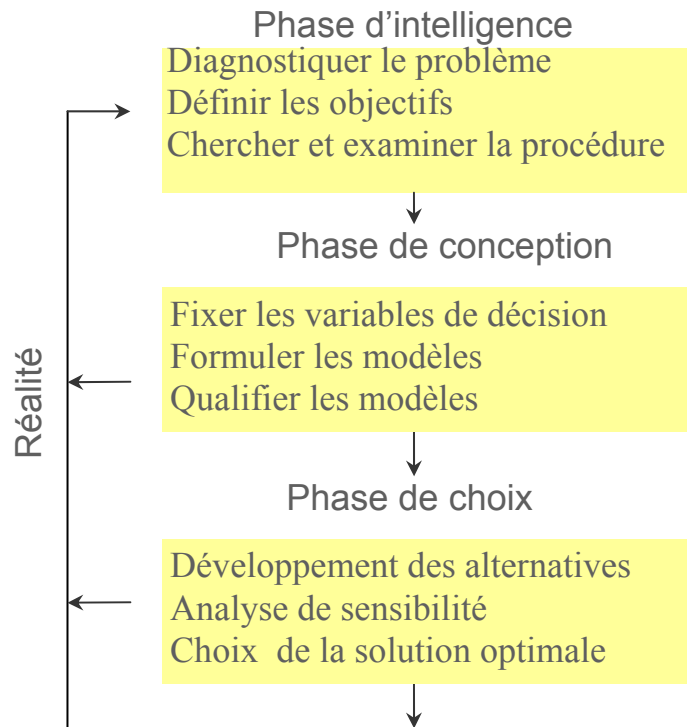 Phase d’intelligence
Diagnostiquer le problème
Définir les objectifs
Chercher et examiner la procédure
Phase de conception
Fixer les variables de décision
Formuler les modèles
Qualifier les modèles
Réalité
Phase de choix
Développement des alternatives
Analyse de sensibilité
Choix de la solution optimale